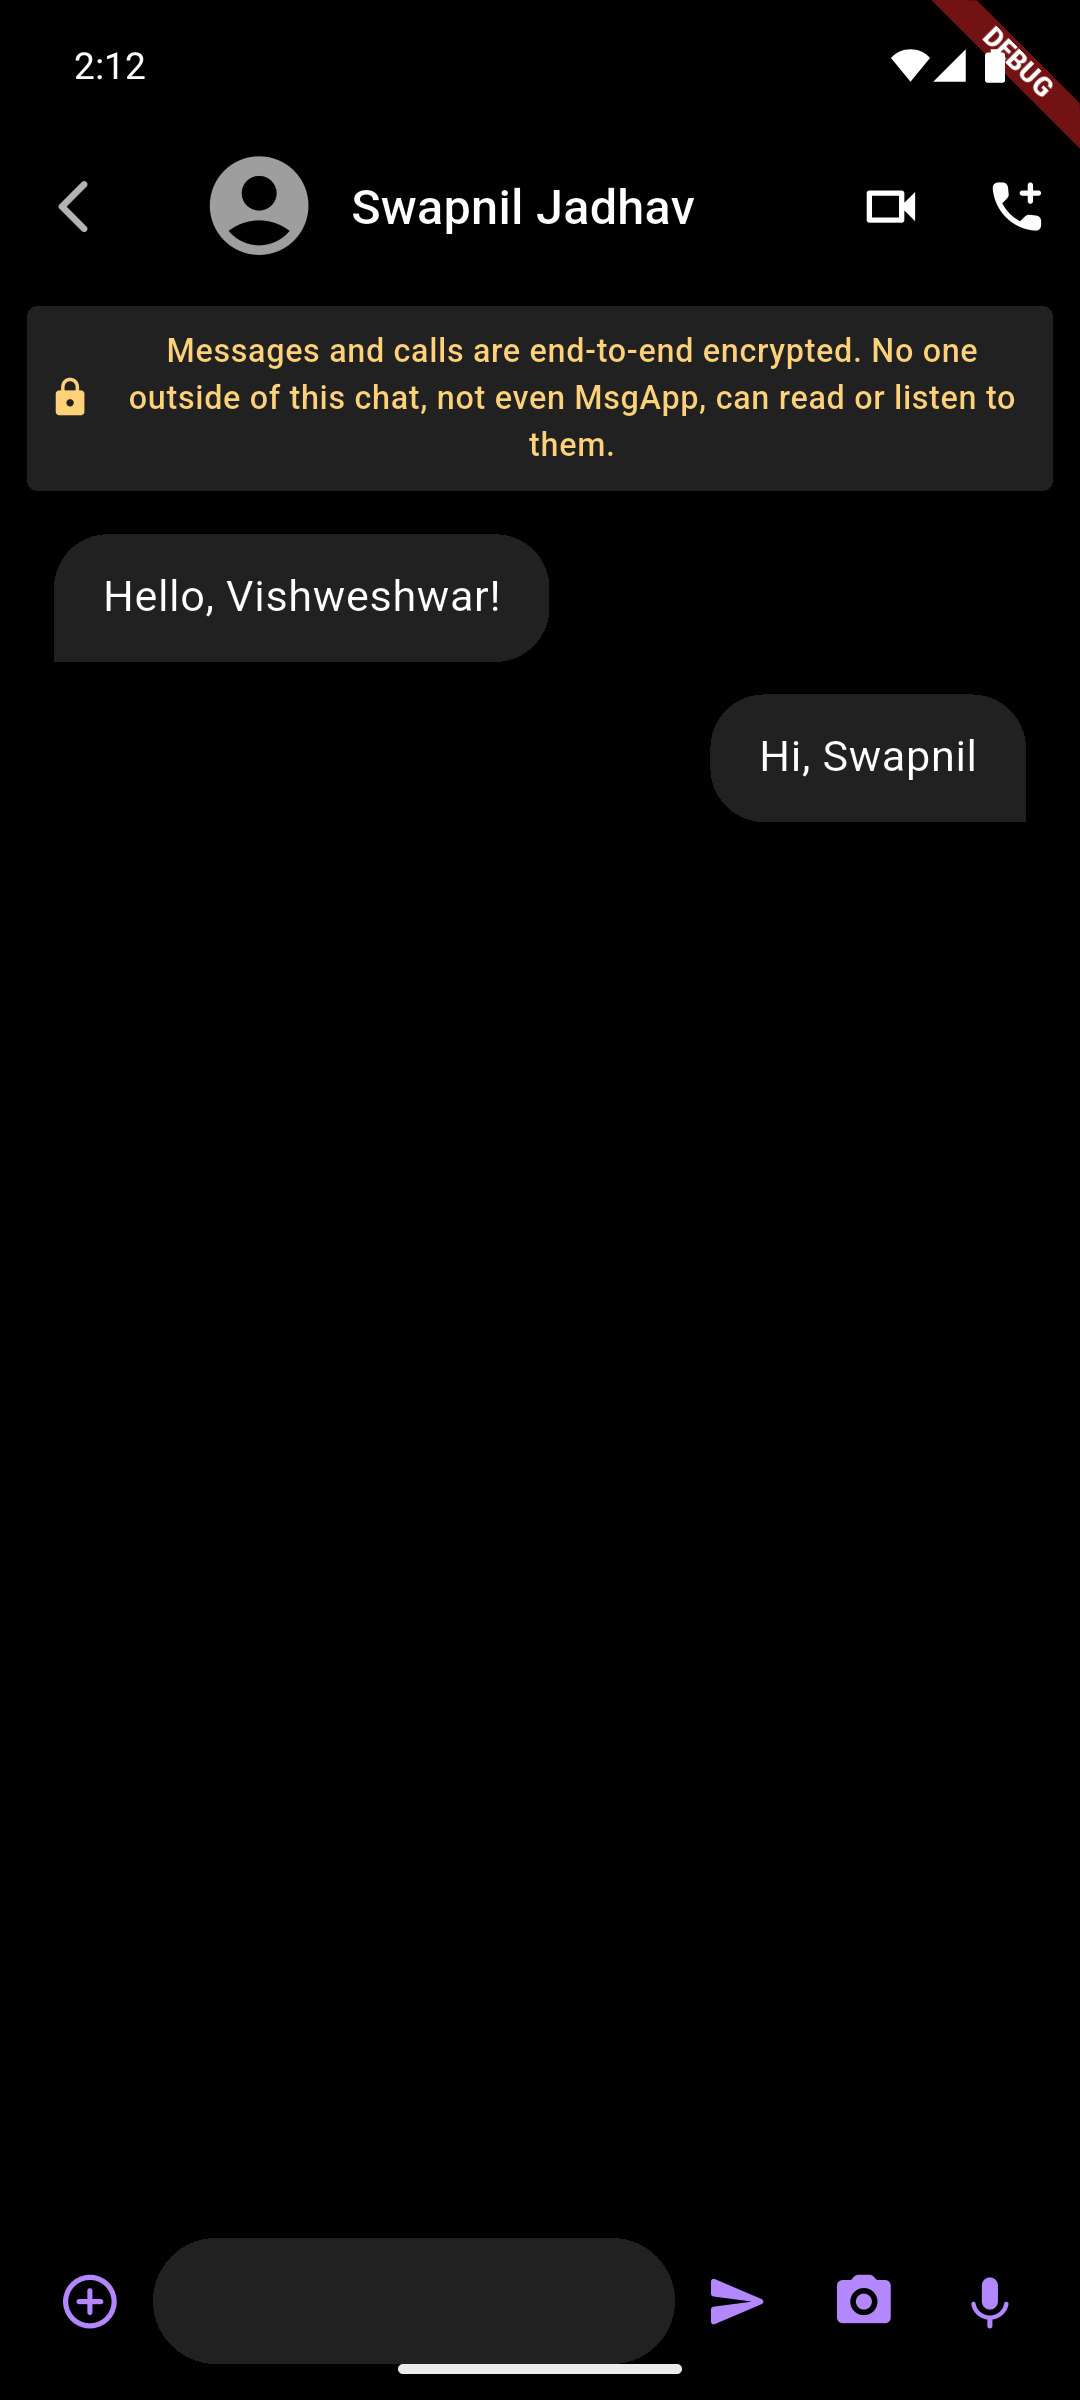 2:12
DEBUG
Swapnil Jadhav
Messages and calls are end-to-end encrypted. No one
outside of this chat, not even MsgApp, can read or listen to
them.
Hello, Vishweshwar!
Hi, Swapnil